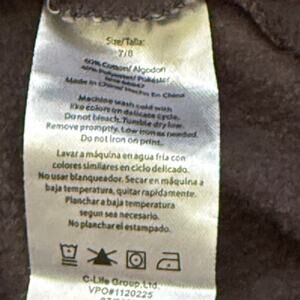 Size/Talla:
7/8
60% Cotton/ Algodon
40% Polyester/ Poliéster
Made in China/ Hecho En China
Machine wash cold with
like colors on delicate cycle.
Do not bleach. Tumble dry low.
Remove promptly. Low iron as needed.
Do not iron on print.
Lavar a máquina en agua fria con
colores similares en ciclo delicado.
No usar blanqueador. Secar en máquina a
baja temperatura, quitar rapidamente.
Planchar a baja temperatura
segun sea necesario.
No planchar el estampado.
C-Life Group, Ltd.
VPO#1120225